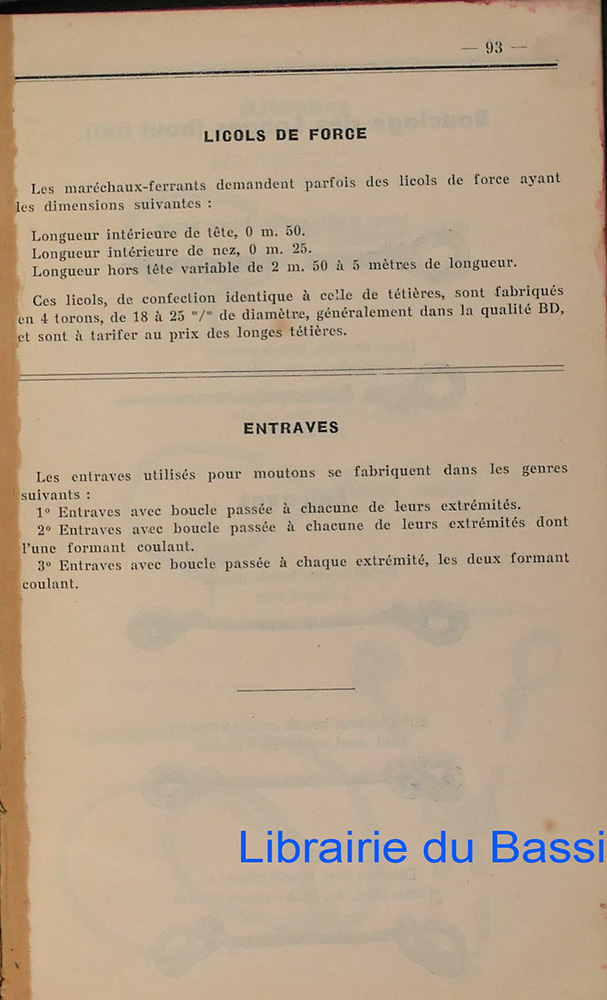 — 93 —
LICOLS DE FORCE
Les maréchaux-ferrants demandent parfois des licols de force ayant
les dimensions suivantes :
Longueur intérieure de tête, 0 m. 50.
Longueur intérieure de nez, 0 m. 25.
Longueur hors tête variable de 2 m. 50 à 5 mètres de longueur.
Ces licols, de confection identique à celle de tétières, sont fabriqués
en 4 torons, de 18 à 25 m/m de diamètre, généralement dans la qualité BD,
et sont à tarifer au prix des longes tétières.
ENTRAVES
Les entraves utilisés pour moutons se fabriquent dans les genres
suivants :
1° Entraves avec boucle passée à chacune de leurs extrémités.
2° Entraves avec boucle passée à chacune de leurs extrémités dont
l'une formant coulant.
3° Entraves avec boucle passée à chaque extrémité, les deux formant
coulant.
Librairie du Bassi